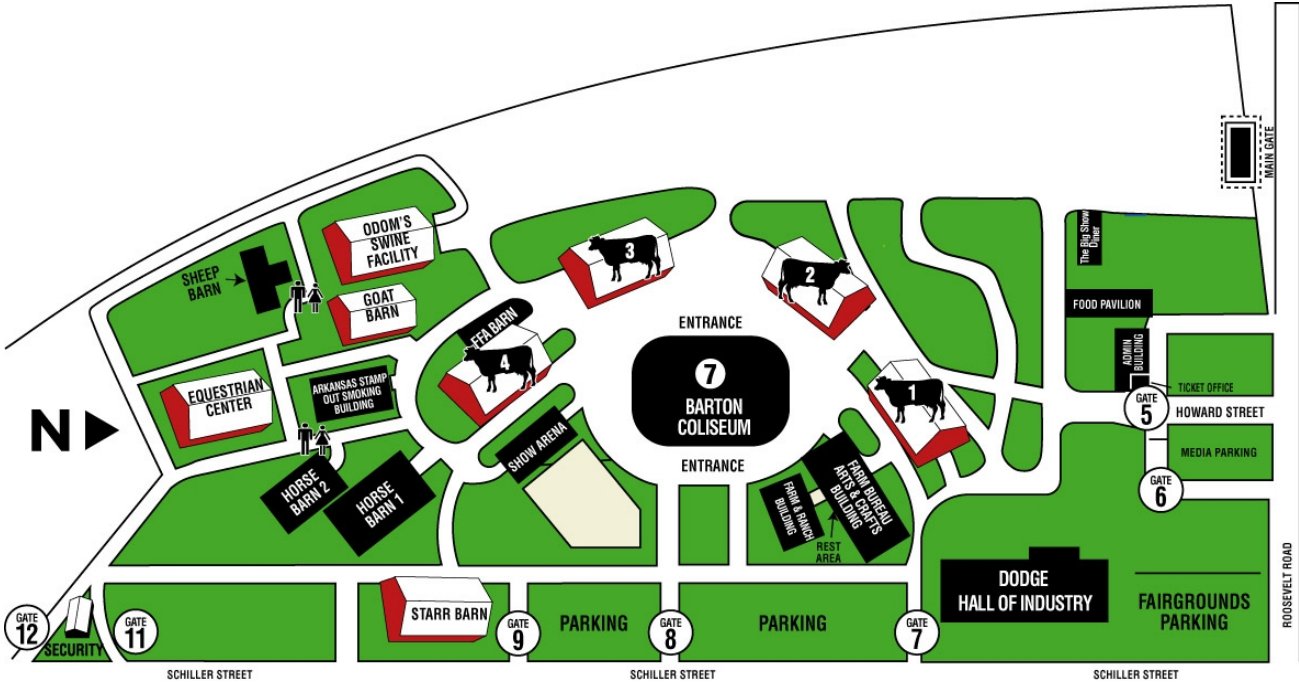 MAIN GATE
ODOM'S
SWINE
FACILITY
SHEEP
BARN
GOAT
BARN
3
2
The Big Show
Diner
FOOD PAVILION
ADMIN
BUILDING
TICKET OFFICE
FFA BARN
4
ENTRANCE
7
BARTON
COLISEUM
ENTRANCE
1
EQUESTRIAN
CENTER
ARKANSAS STAMP
OUT SMOKING
BUILDING
N
GATE
5
HOWARD STREET
MEDIA PARKING
GATE
6
SHOW ARENA
HORSE
BARN 2
HORSE
BARN 1
FARM & RANCH
BUILDING
FARM BUREAU
ARTS & CRAFTS
BUILDING
REST
AREA
DODGE
HALL OF INDUSTRY
FAIRGROUNDS
PARKING
ROOSEVELT ROAD
GATE
12
SECURITY
GATE
11
STARR BARN
GATE
9
PARKING
GATE
8
PARKING
GATE
7
SCHILLER STREET
SCHILLER STREET
SCHILLER STREET